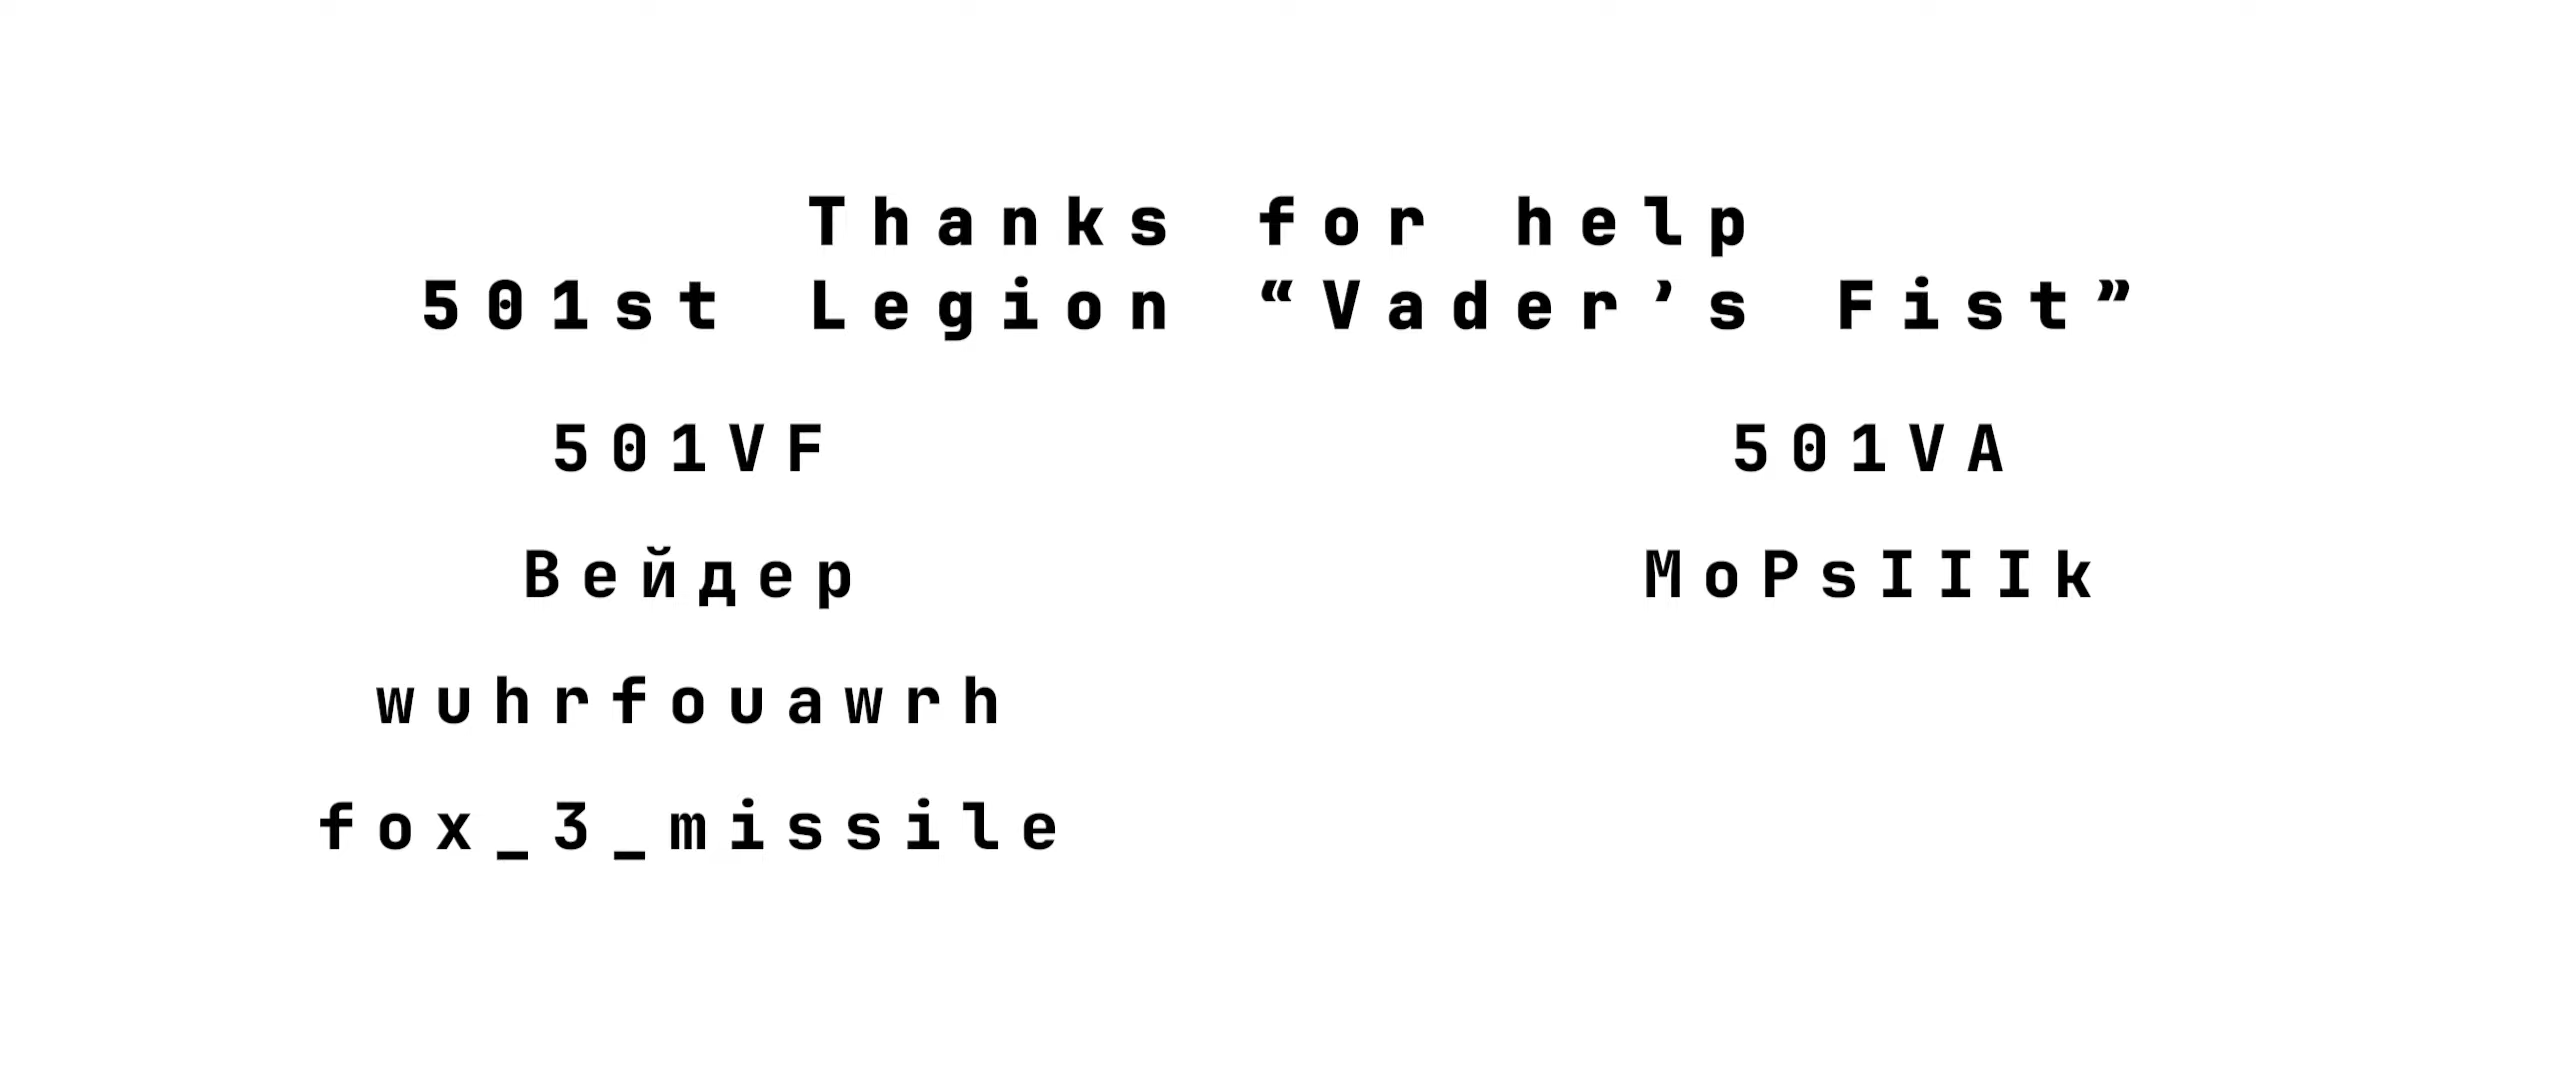 Thanks for help
501st Legion “Vader’s Fist”
501VF
501VA
Вейдер
MoPsIIIk
wuhrfouawrh
fox_3_missile